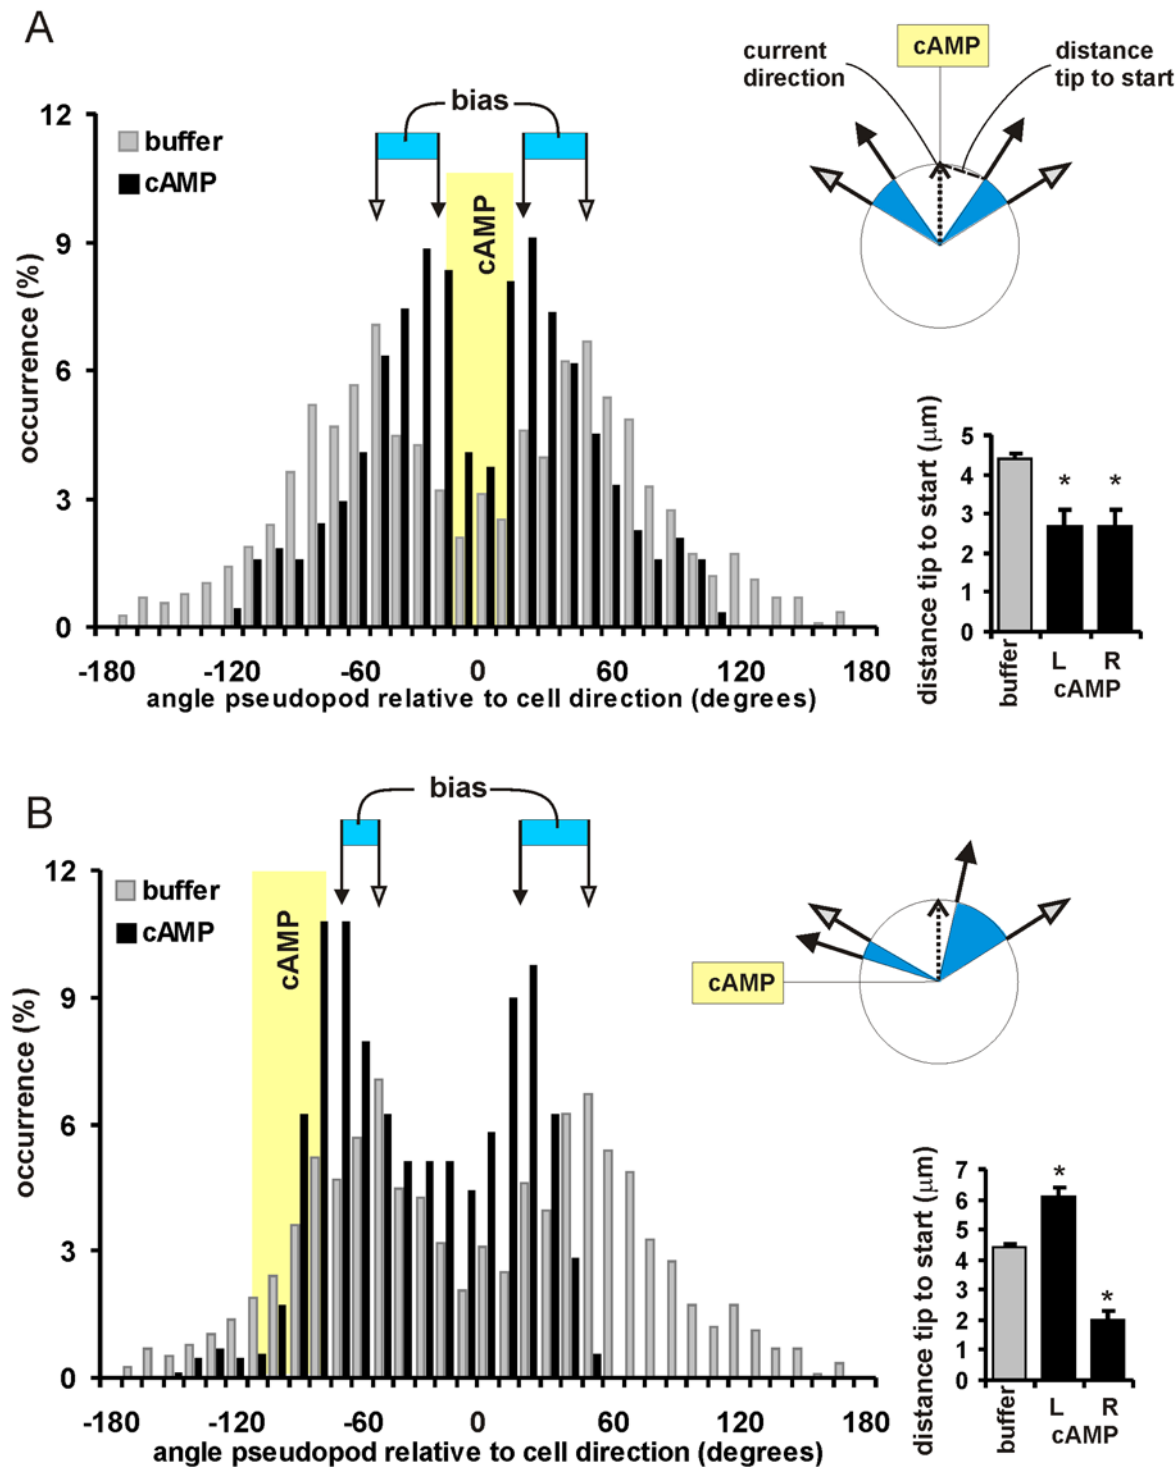 A
bias
buffer
cAMP
cAMP
12
9
6
3
0
occurrence (%)
-180 -120 -60 0 60 120 180
angle pseudopod relative to cell direction (degrees)
current
direction
cAMP
distance
tip to start
distance tip to start (μm)
5
4
3
2
1
0
* *
buffer
L R
cAMP
B
bias
buffer
cAMP
cAMP
12
9
6
3
0
occurrence (%)
-180 -120 -60 0 60 120 180
angle pseudopod relative to cell direction (degrees)
cAMP
distance tip to start (μm)
7
6
5
4
3
2
1
0
*
*
buffer
L R
cAMP